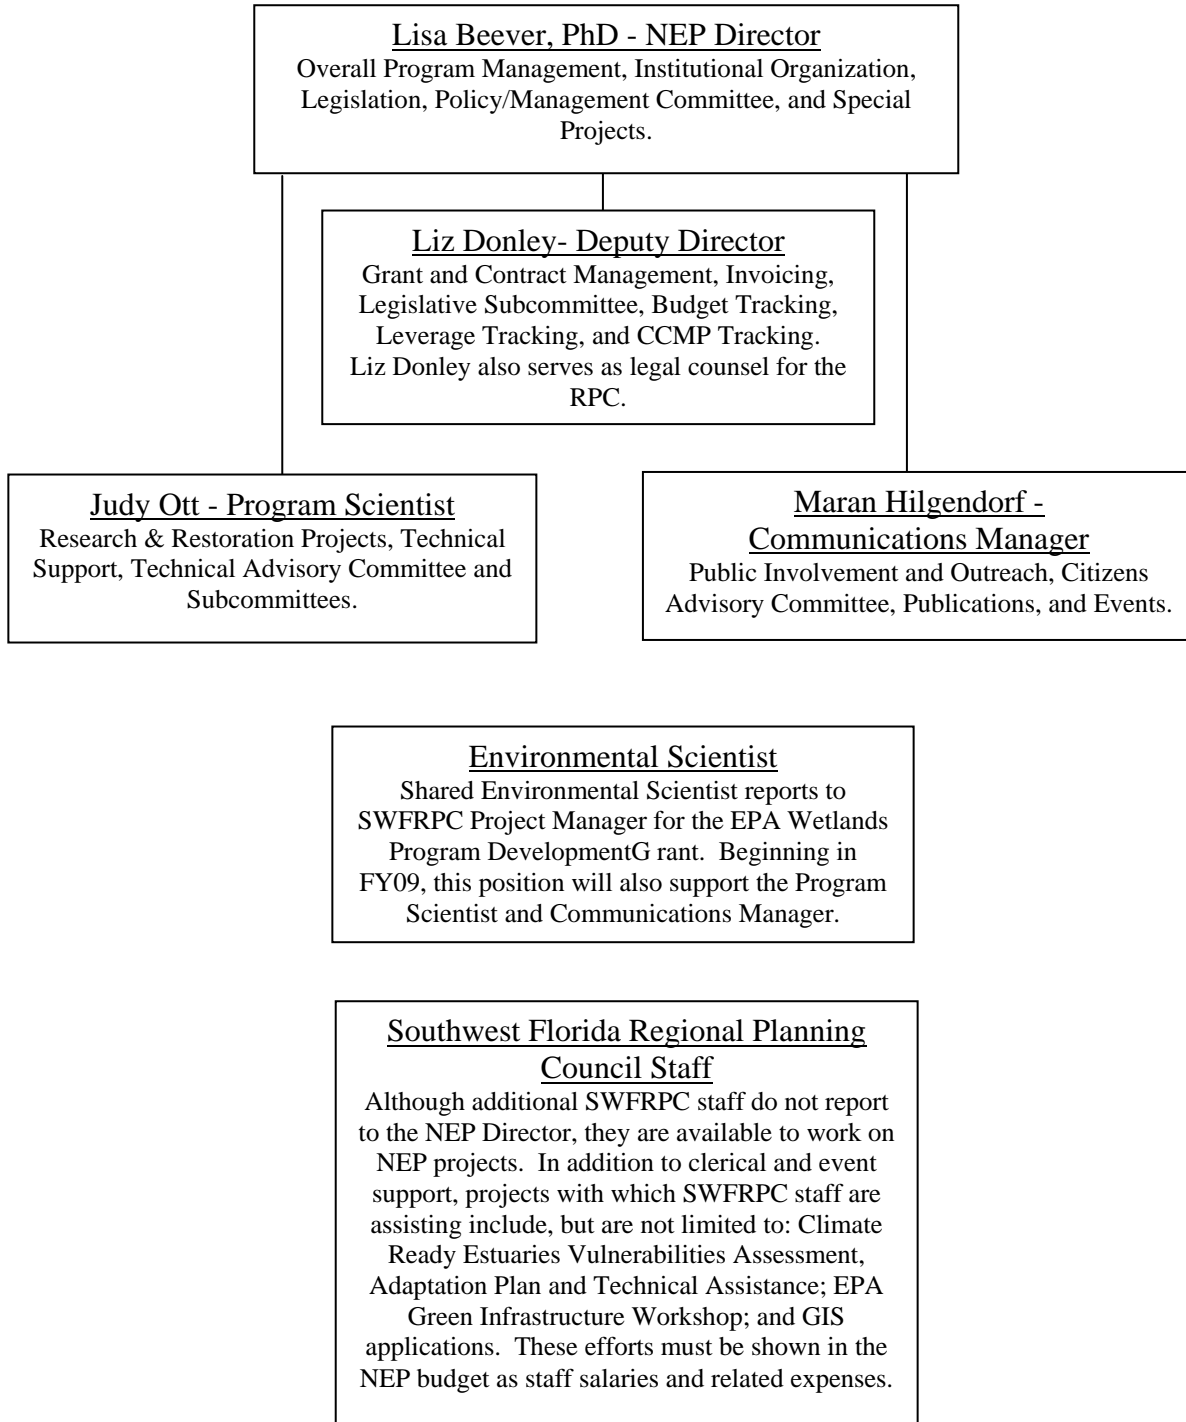 Lisa Beever, PhD - NEP Director
Overall Program Management, Institutional Organization,
Legislation, Policy/Management Committee, and Special
Projects.
Liz Donley- Deputy Director
Grant and Contract Management, Invoicing,
Legislative Subcommittee, Budget Tracking,
Leverage Tracking, and CCMP Tracking.
Liz Donley also serves as legal counsel for the
RPC.
Judy Ott - Program Scientist
Research & Restoration Projects, Technical
Support, Technical Advisory Committee and
Subcommittees.
Maran Hilgendorf -
Communications Manager
Public Involvement and Outreach, Citizens
Advisory Committee, Publications, and Events.
Environmental Scientist
Shared Environmental Scientist reports to
SWFRPC Project Manager for the EPA Wetlands
Program DevelopmentG rant.  Beginning in
FY09, this position will also support the Program
Scientist and Communications Manager.
Southwest Florida Regional Planning
Council Staff
Although additional SWFRPC staff do not report
to the NEP Director, they are available to work on
NEP projects.  In addition to clerical and event
support, projects with which SWFRPC staff are
assisting include, but are not limited to: Climate
Ready Estuaries Vulnerabilities Assessment,
Adaptation Plan and Technical Assistance; EPA
Green Infrastructure Workshop; and GIS
applications.  These efforts must be shown in the
NEP budget as staff salaries and related expenses.